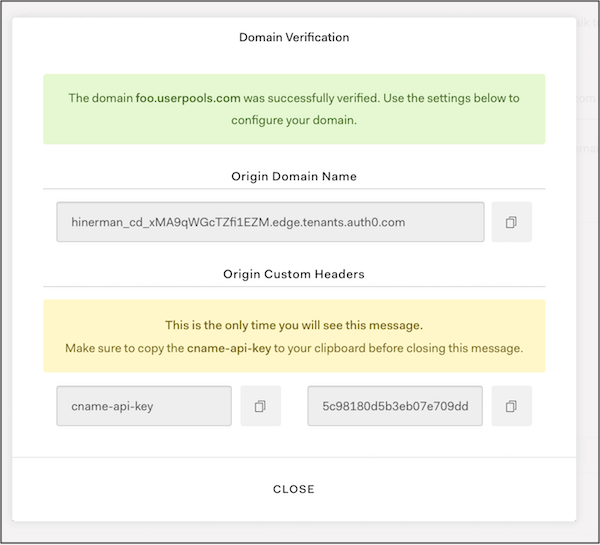 Domain Verification
The domain foo.userpools.com was successfully verified. Use the settings below to
configure your domain.
Origin Domain Name
hinerman_cd_xMA9qWGcTZfi1EZM.edge.tenants.auth0.com
Origin Custom Headers
This is the only time you will see this message.
Make sure to copy the cname-api-key to your clipboard before closing this message.
cname-api-key
5c98180d5b3eb07e709dd
CLOSE